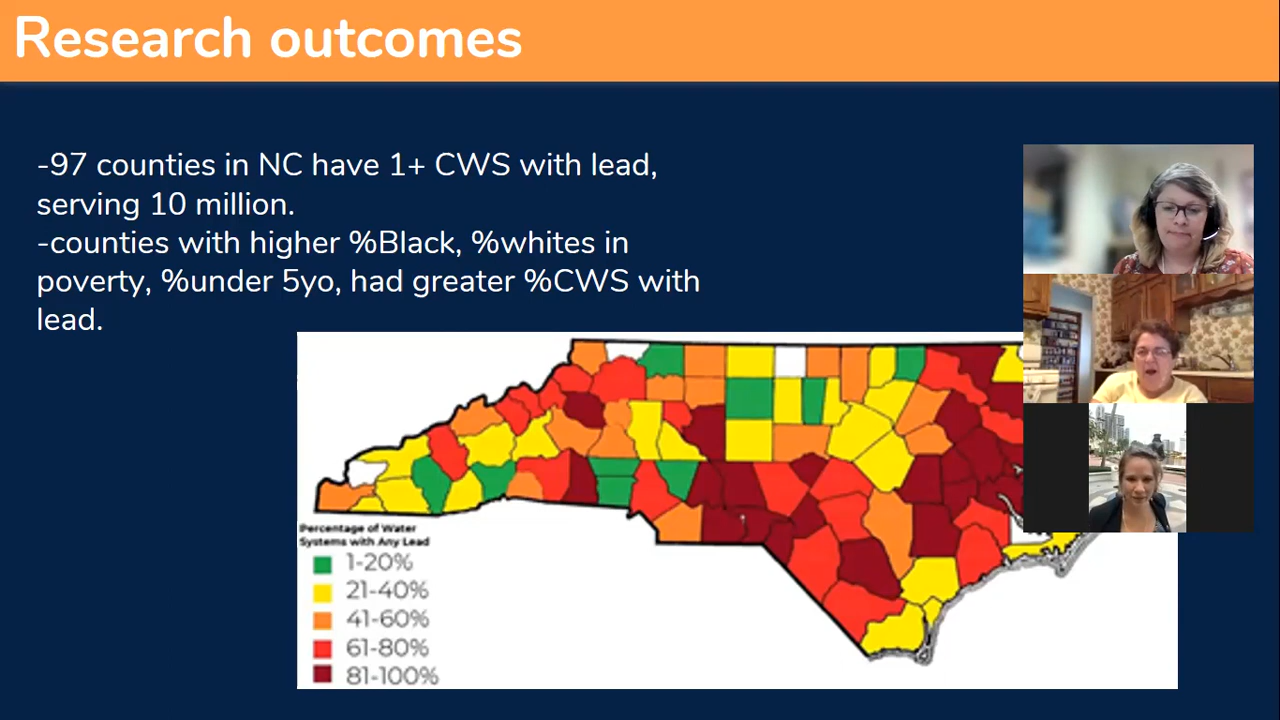 Research outcomes
-97 counties in NC have 1+ CWS with lead,
serving 10 million.
-counties with higher %Black, %whites in
poverty, %under 5yo, had greater %CWS with
lead.
Percentage of Water
Systems with Any Lead
1-20%
21-40%
41-60%
61-80%
81-100%